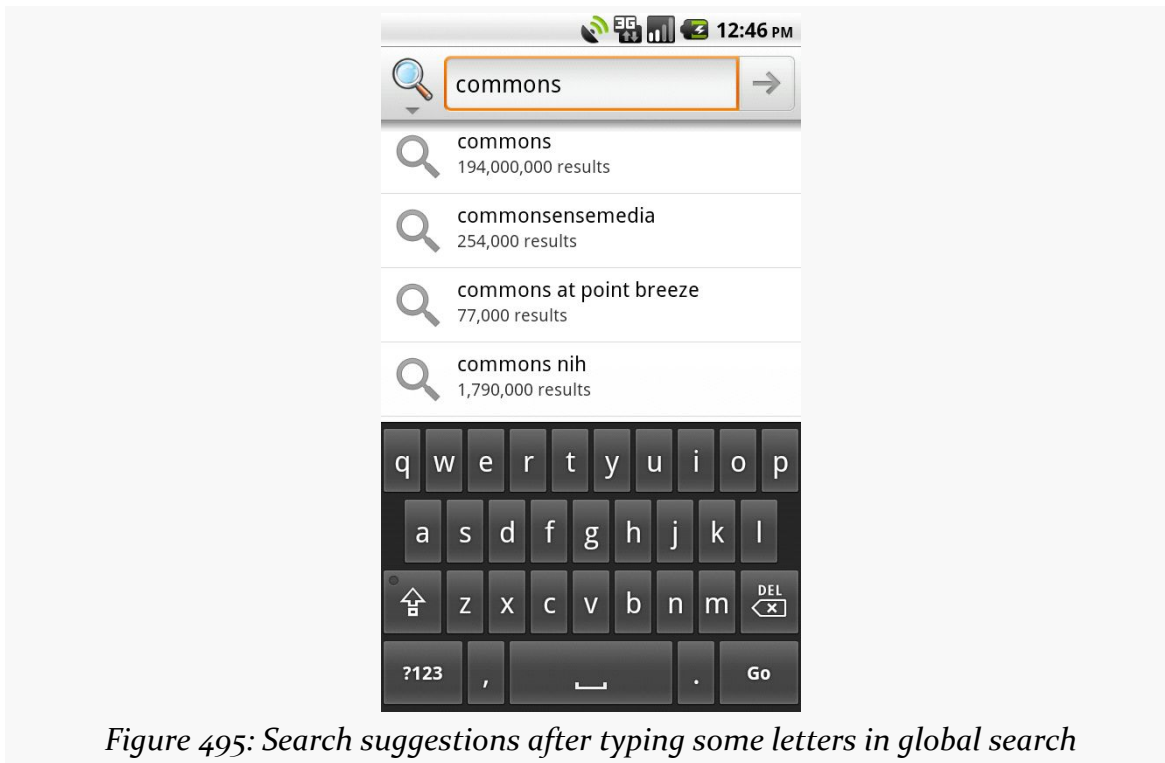 3G 12:46 PM
commons
commons
194,000,000 results
commonsensemedia
254,000 results
commons at point breeze
77,000 results
commons nih
1,790,000 results
q w e r t y u i o p
a s d f g h j k l
z x c v b n m DEL
?123 , . Go
Figure 495: Search suggestions after typing some letters in global search